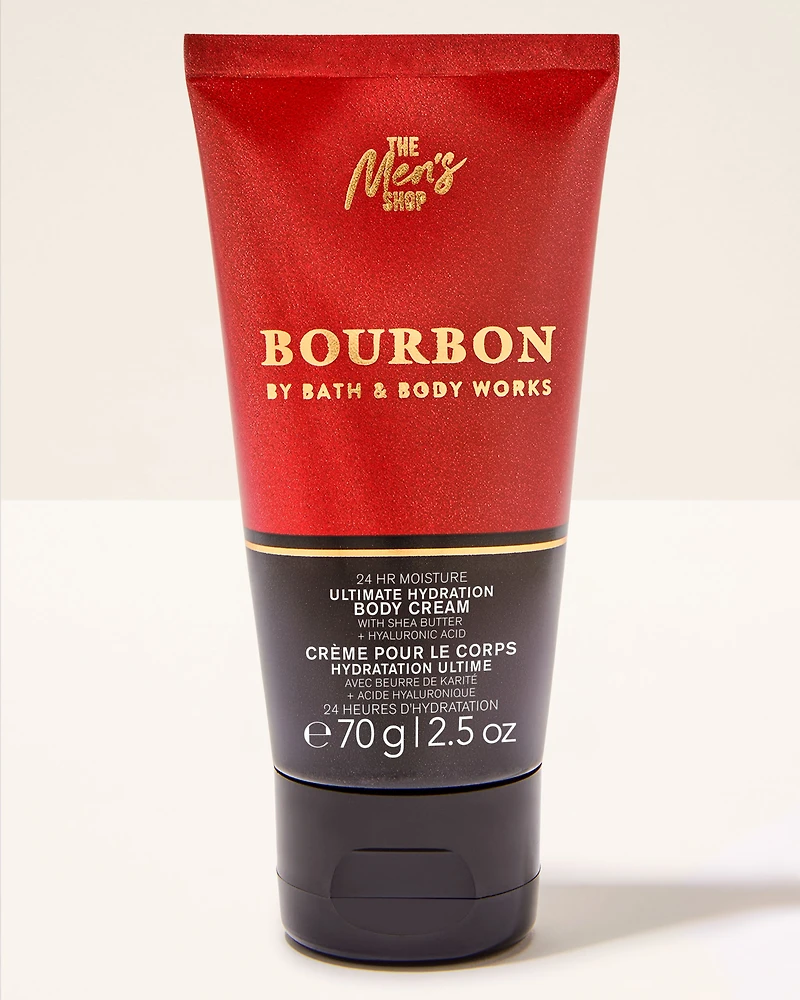 THE
Men's
SHOP
BOURBON
BY BATH & BODY WORKS
24 HR MOISTURE
ULTIMATE HYDRATION
BODY CREAM
WITH SHEA BUTTER
+ HYALURONIC ACID
CRÈME POUR LE CORPS
HYDRATATION ULTIME
AVEC BEURRE DE KARITÉ
+ ACIDE HYALURONIQUE
24 HEURES D'HYDRATATION
℮ 70 g | 2.5 oz